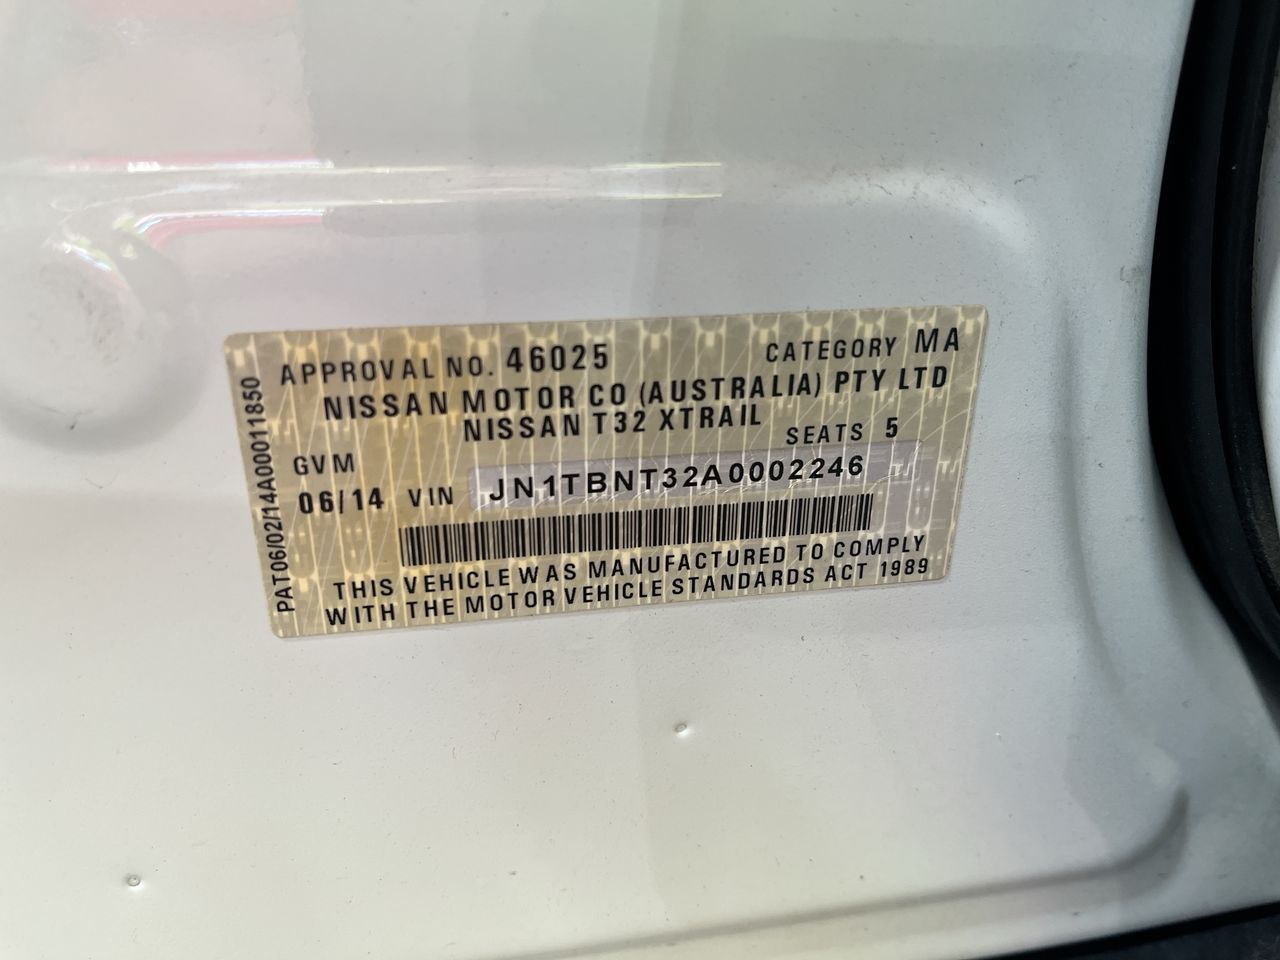 APPROVAL NO. 46025 CATEGORY MA
NISSAN MOTOR CO (AUSTRALIA) PTY LTD
NISSAN T32 XTRAIL
SEATS 5
GVM
06/14 VIN JN1TBNT32A0002246
THIS VEHICLE WAS MANUFACTURED TO COMPLY
WITH THE MOTOR VEHICLE STANDARDS ACT 1989
PAT06/02/14A000111850